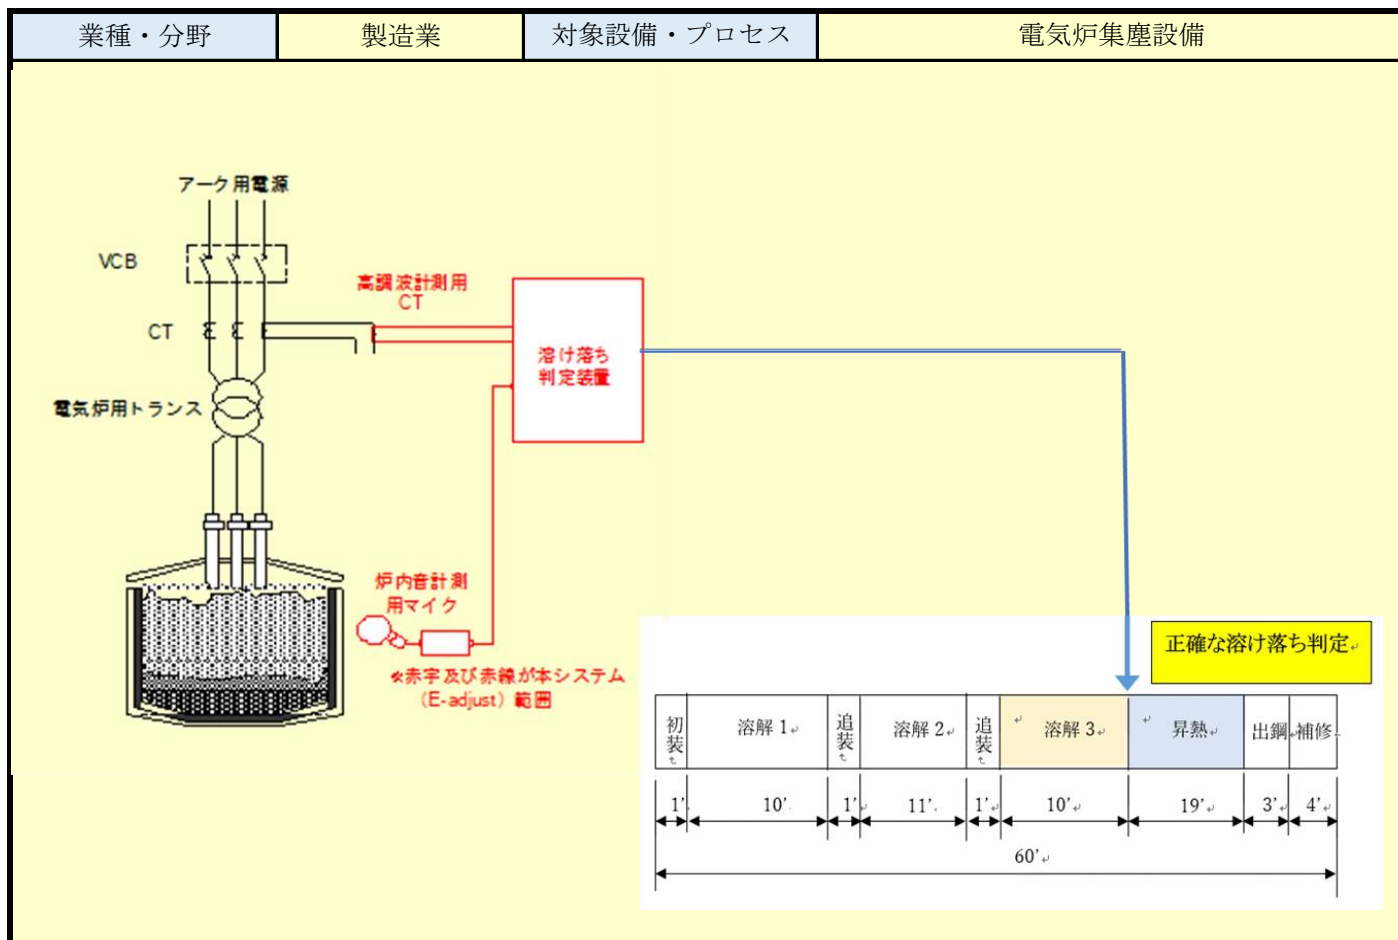 業種・分野
製造業
対象設備・プロセス
電気炉集塵設備
アーク用電源
VCB
高調波計測用
CT
CT
溶け落ち
判定装置
電気炉用トランス
炉内音計測
用マイク
※赤字及び赤線が本システム
（E-adjust）範囲
正確な溶け落ち判定
初装
溶解 1
追装
溶解 2
追装
溶解 3
昇熱
出鋼
補修
1'
10'
1'
11'
1'
10'
19'
3'
4'
60'